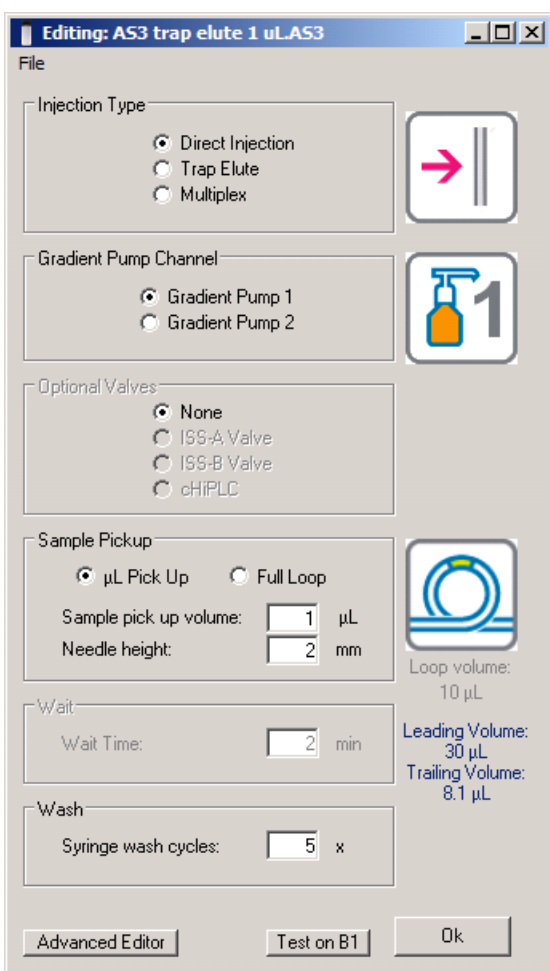 Editing: AS3 trap elute 1 uL.AS3
File
Injection Type
Direct Injection
Trap Elute
Multiplex
Gradient Pump Channel
Gradient Pump 1
Gradient Pump 2
1
Optional Valves
None
ISS-A Valve
ISS-B Valve
cHiPLC
Sample Pickup
µL Pick Up Full Loop
Sample pick up volume: 1 µL
Needle height: 2 mm
Loop volume:
10 µL
Wait
Wait Time: 2 min
Leading Volume:
30 µL
Trailing Volume:
8.1 µL
Wash
Syringe wash cycles: 5 x
Advanced Editor Test on B1 Ok